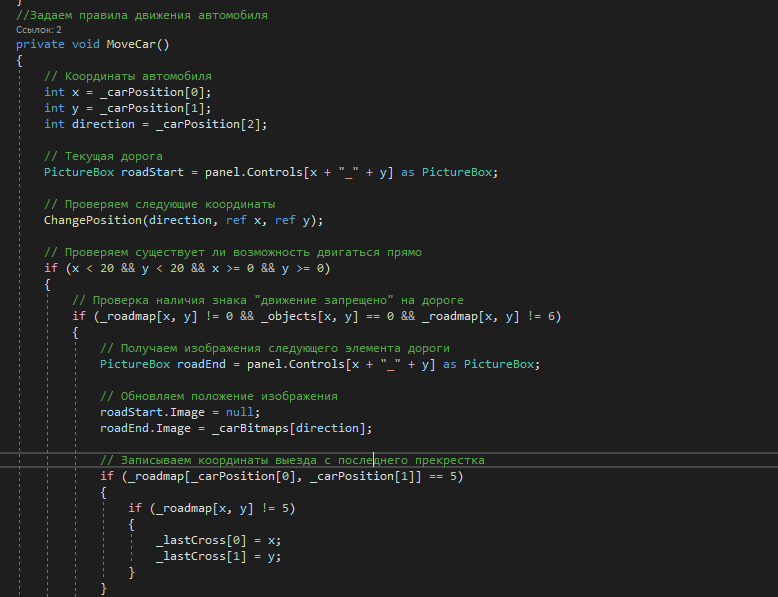 }
//Задаем правила движения автомобиля
Ссылок: 2
private void MoveCar()
{
// Координаты автомобиля
int x = _carPosition[0];
int y = _carPosition[1];
int direction = _carPosition[2];
// Текущая дорога
PictureBox roadStart = panel.Controls[x + "_" + y] as PictureBox;
// Проверяем следующие координаты
ChangePosition(direction, ref x, ref y);
// Проверяем существует ли возможность двигаться прямо
if (x < 20 && y < 20 && x >= 0 && y >= 0)
{
// Проверка наличия знака "движение запрещено" на дороге
if (_roadmap[x, y] != 0 && _objects[x, y] == 0 && _roadmap[x, y] != 6)
{
// Получаем изображения следующего элемента дороги
PictureBox roadEnd = panel.Controls[x + "_" + y] as PictureBox;
// Обновляем положение изображения
roadStart.Image = null;
roadEnd.Image = _carBitmaps[direction];
// Записываем координаты выезда с последнего прекрестка
if (_roadmap[_carPosition[0], _carPosition[1]] == 5)
{
if (_roadmap[x, y] != 5)
{
_lastCross[0] = x;
_lastCross[1] = y;
}
}